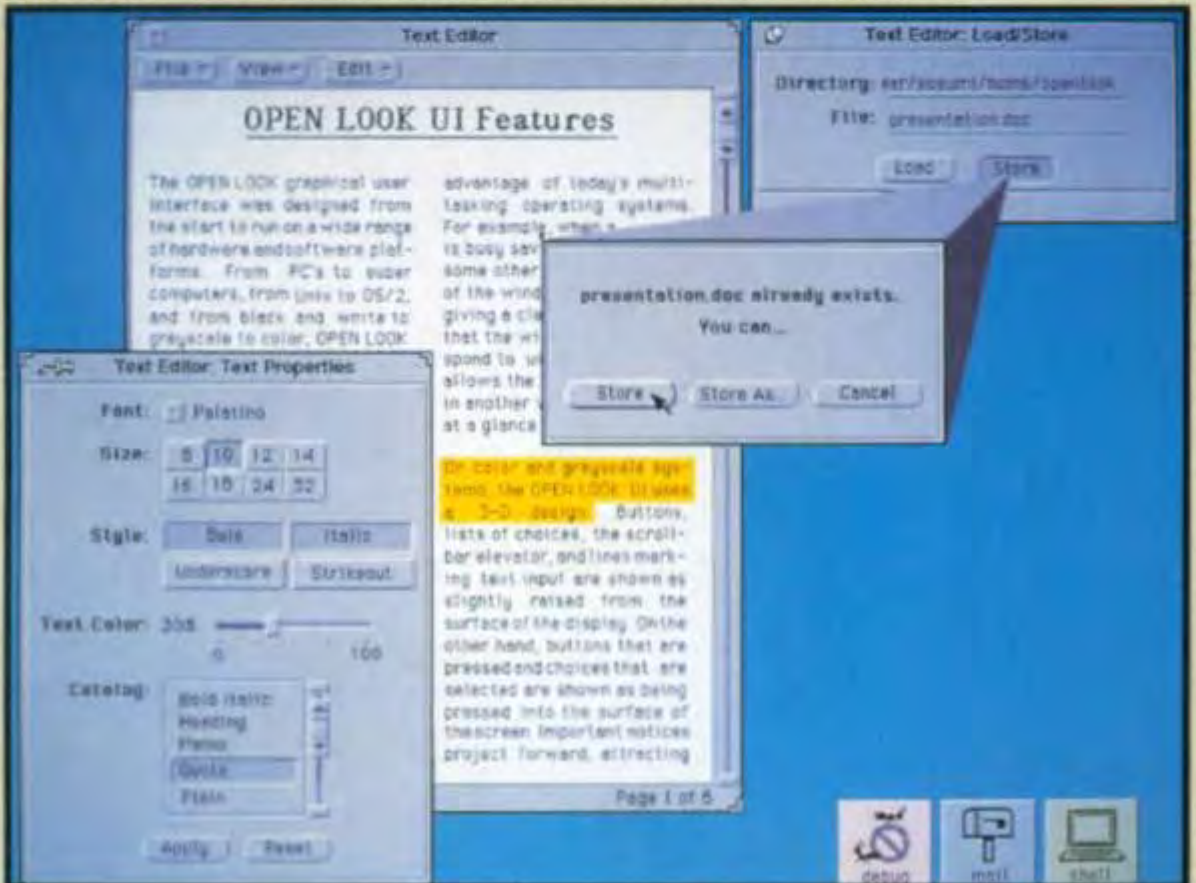 Text Editor
File View Edit
OPEN LOOK UI Features
The OPEN LOOK graphical user
interface was designed from
the start to run on a wide range
of hardware and software plat-
forms. From PC's to super
computers, from Unix to OS/2,
and from black and white to
greyscale to color, OPEN LOOK
advantage of today's multi-
tasking operating systems.
For example, when a
is busy sav
some other
of the wind
giving a cle
that the wi
spond to
allows the
in another
at a glance
On color and greyscale sys-
tems, the OPEN LOOK UI uses
a 3-D design. Buttons,
lists of choices, the scroll-
bar elevator, and lines mark-
ing text input are shown as
slightly raised from the
surface of the display. On the
other hand, buttons that are
pressed and choices that are
selected are shown as being
pressed into the surface of
the screen. Important notices
project forward, attracting
Page 1 of 6
Text Editor: Load/Store
Directory:
File: presentation.doc
Load Store
presentation.doc already exists.
You can...
Store Store As... Cancel
Text Editor: Text Properties
Font: Palatino
Size: 8 10 12 14
16 18 24 32
Style: Bold Italic
Underscore Strikeout
Text Color:
0 100
Catalog:
Bold Italic
Heading
Memo
Quote
Plain
Apply Reset
debug mail shell